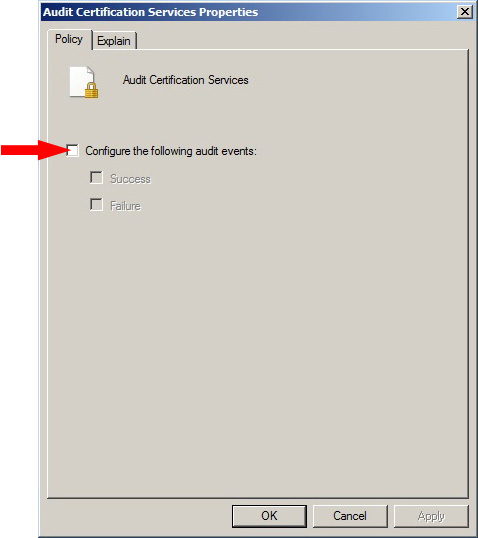 Audit Certification Services Properties
Policy
Explain
Audit Certification Services
Configure the following audit events:
Success
Failure
OK
Cancel
Apply